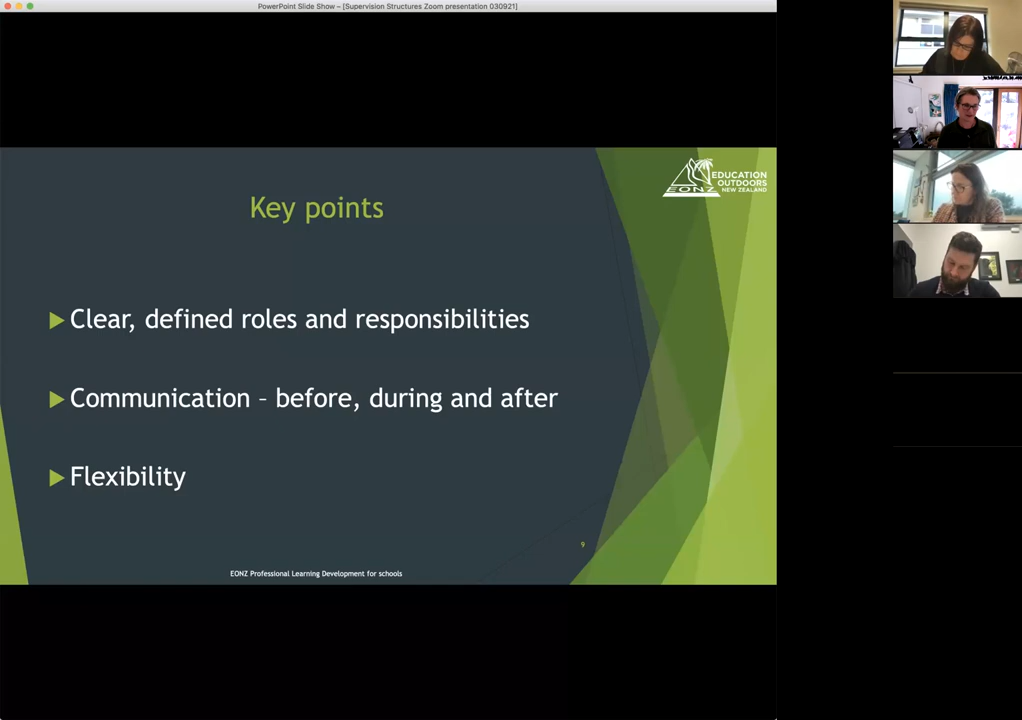 PowerPoint Slide Show – [Supervision Structures Zoom presentation 030921]
EONZ
EDUCATION
OUTDOORS
NEW ZEALAND
Key points
Clear, defined roles and responsibilities
Communication – before, during and after
Flexibility
9
EONZ Professional Learning Development for schools